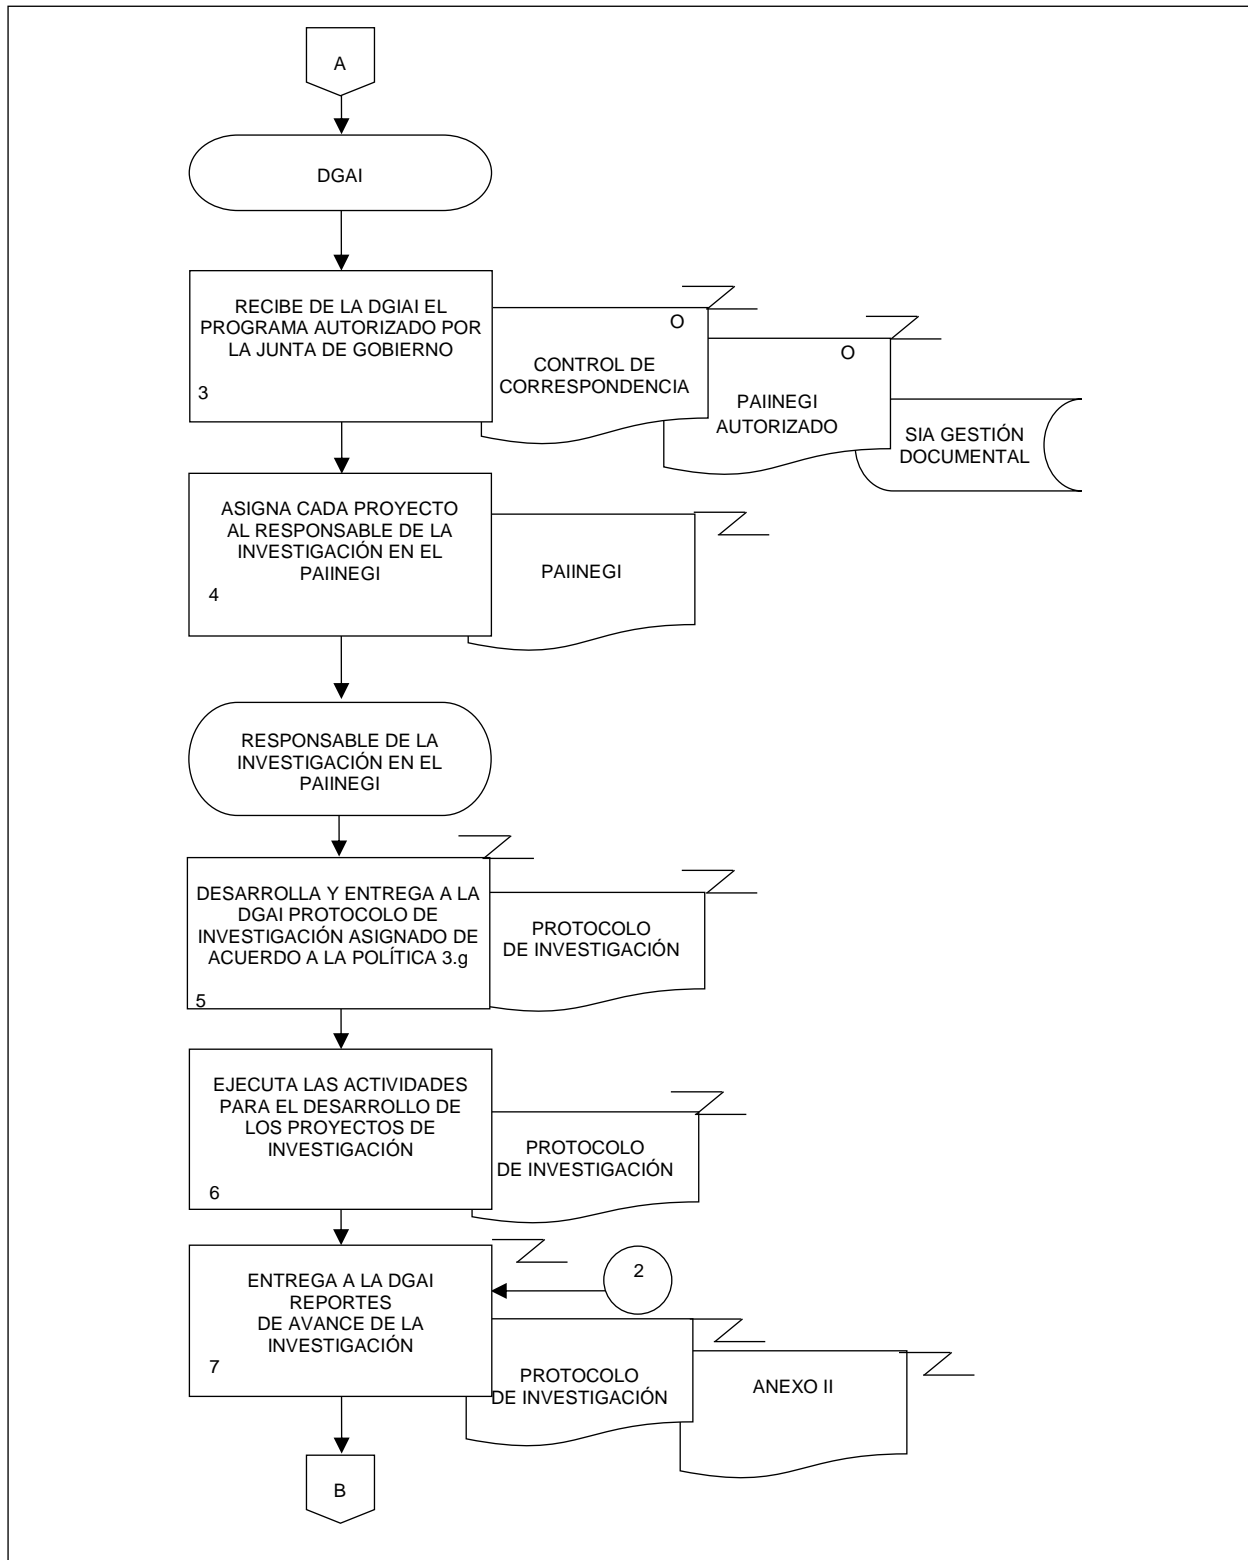 A
DGAI
RECIBE DE LA DGIAI EL
PROGRAMA AUTORIZADO POR
LA JUNTA DE GOBIERNO
3
O
CONTROL DE
CORRESPONDENCIA
O
PAIINEGI
AUTORIZADO
SIA GESTIÓN
DOCUMENTAL
ASIGNA CADA PROYECTO
AL RESPONSABLE DE LA
INVESTIGACIÓN EN EL
PAIINEGI
4
PAIINEGI
RESPONSABLE DE LA
INVESTIGACIÓN EN EL
PAIINEGI
DESARROLLA Y ENTREGA A LA
DGAI PROTOCOLO DE
INVESTIGACIÓN ASIGNADO DE
ACUERDO A LA POLÍTICA 3.g
5
PROTOCOLO
DE INVESTIGACIÓN
EJECUTA LAS ACTIVIDADES
PARA EL DESARROLLO DE
LOS PROYECTOS DE
INVESTIGACIÓN
6
PROTOCOLO
DE INVESTIGACIÓN
2
ENTREGA A LA DGAI
REPORTES
DE AVANCE DE LA
INVESTIGACIÓN
7
PROTOCOLO
DE INVESTIGACIÓN
ANEXO II
B